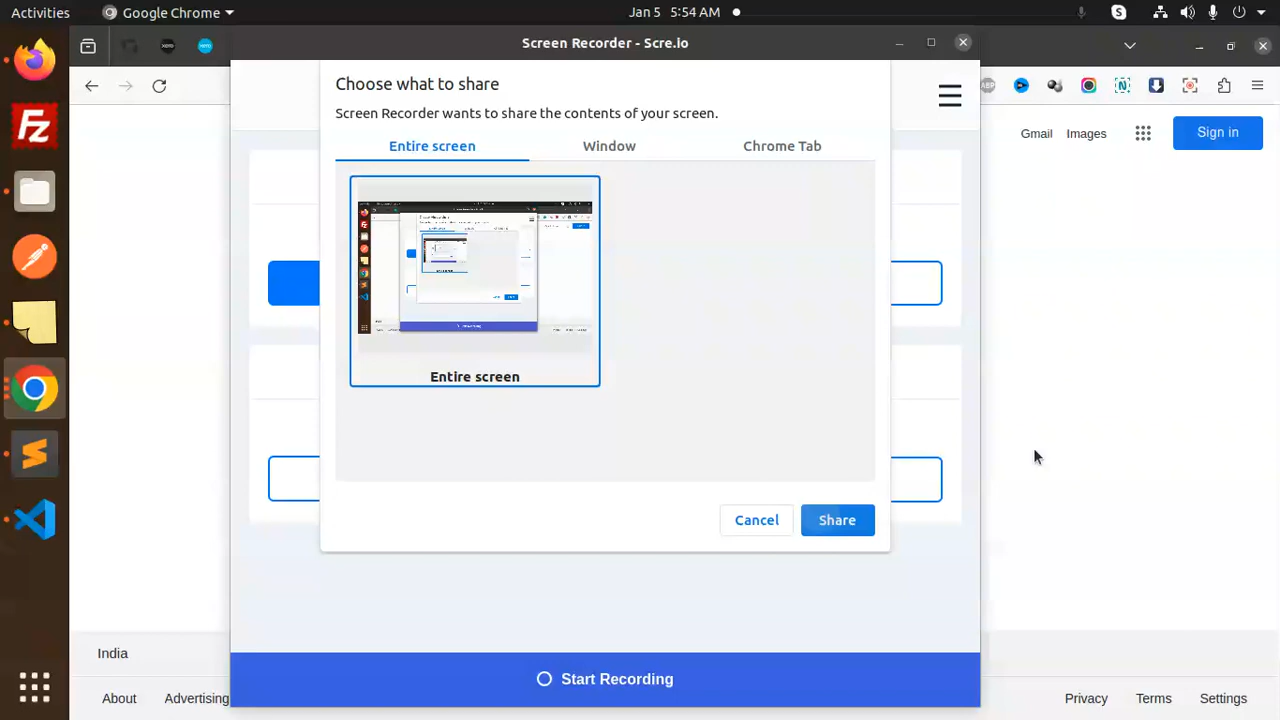 Activities
Google Chrome
Jan 5 5:54 AM
Screen Recorder - Scre.io
Choose what to share
Screen Recorder wants to share the contents of your screen.
Entire screen
Window
Chrome Tab
Entire screen
Cancel
Share
Start Recording
Gmail
Images
Sign in
India
About
Advertising
Privacy
Terms
Settings